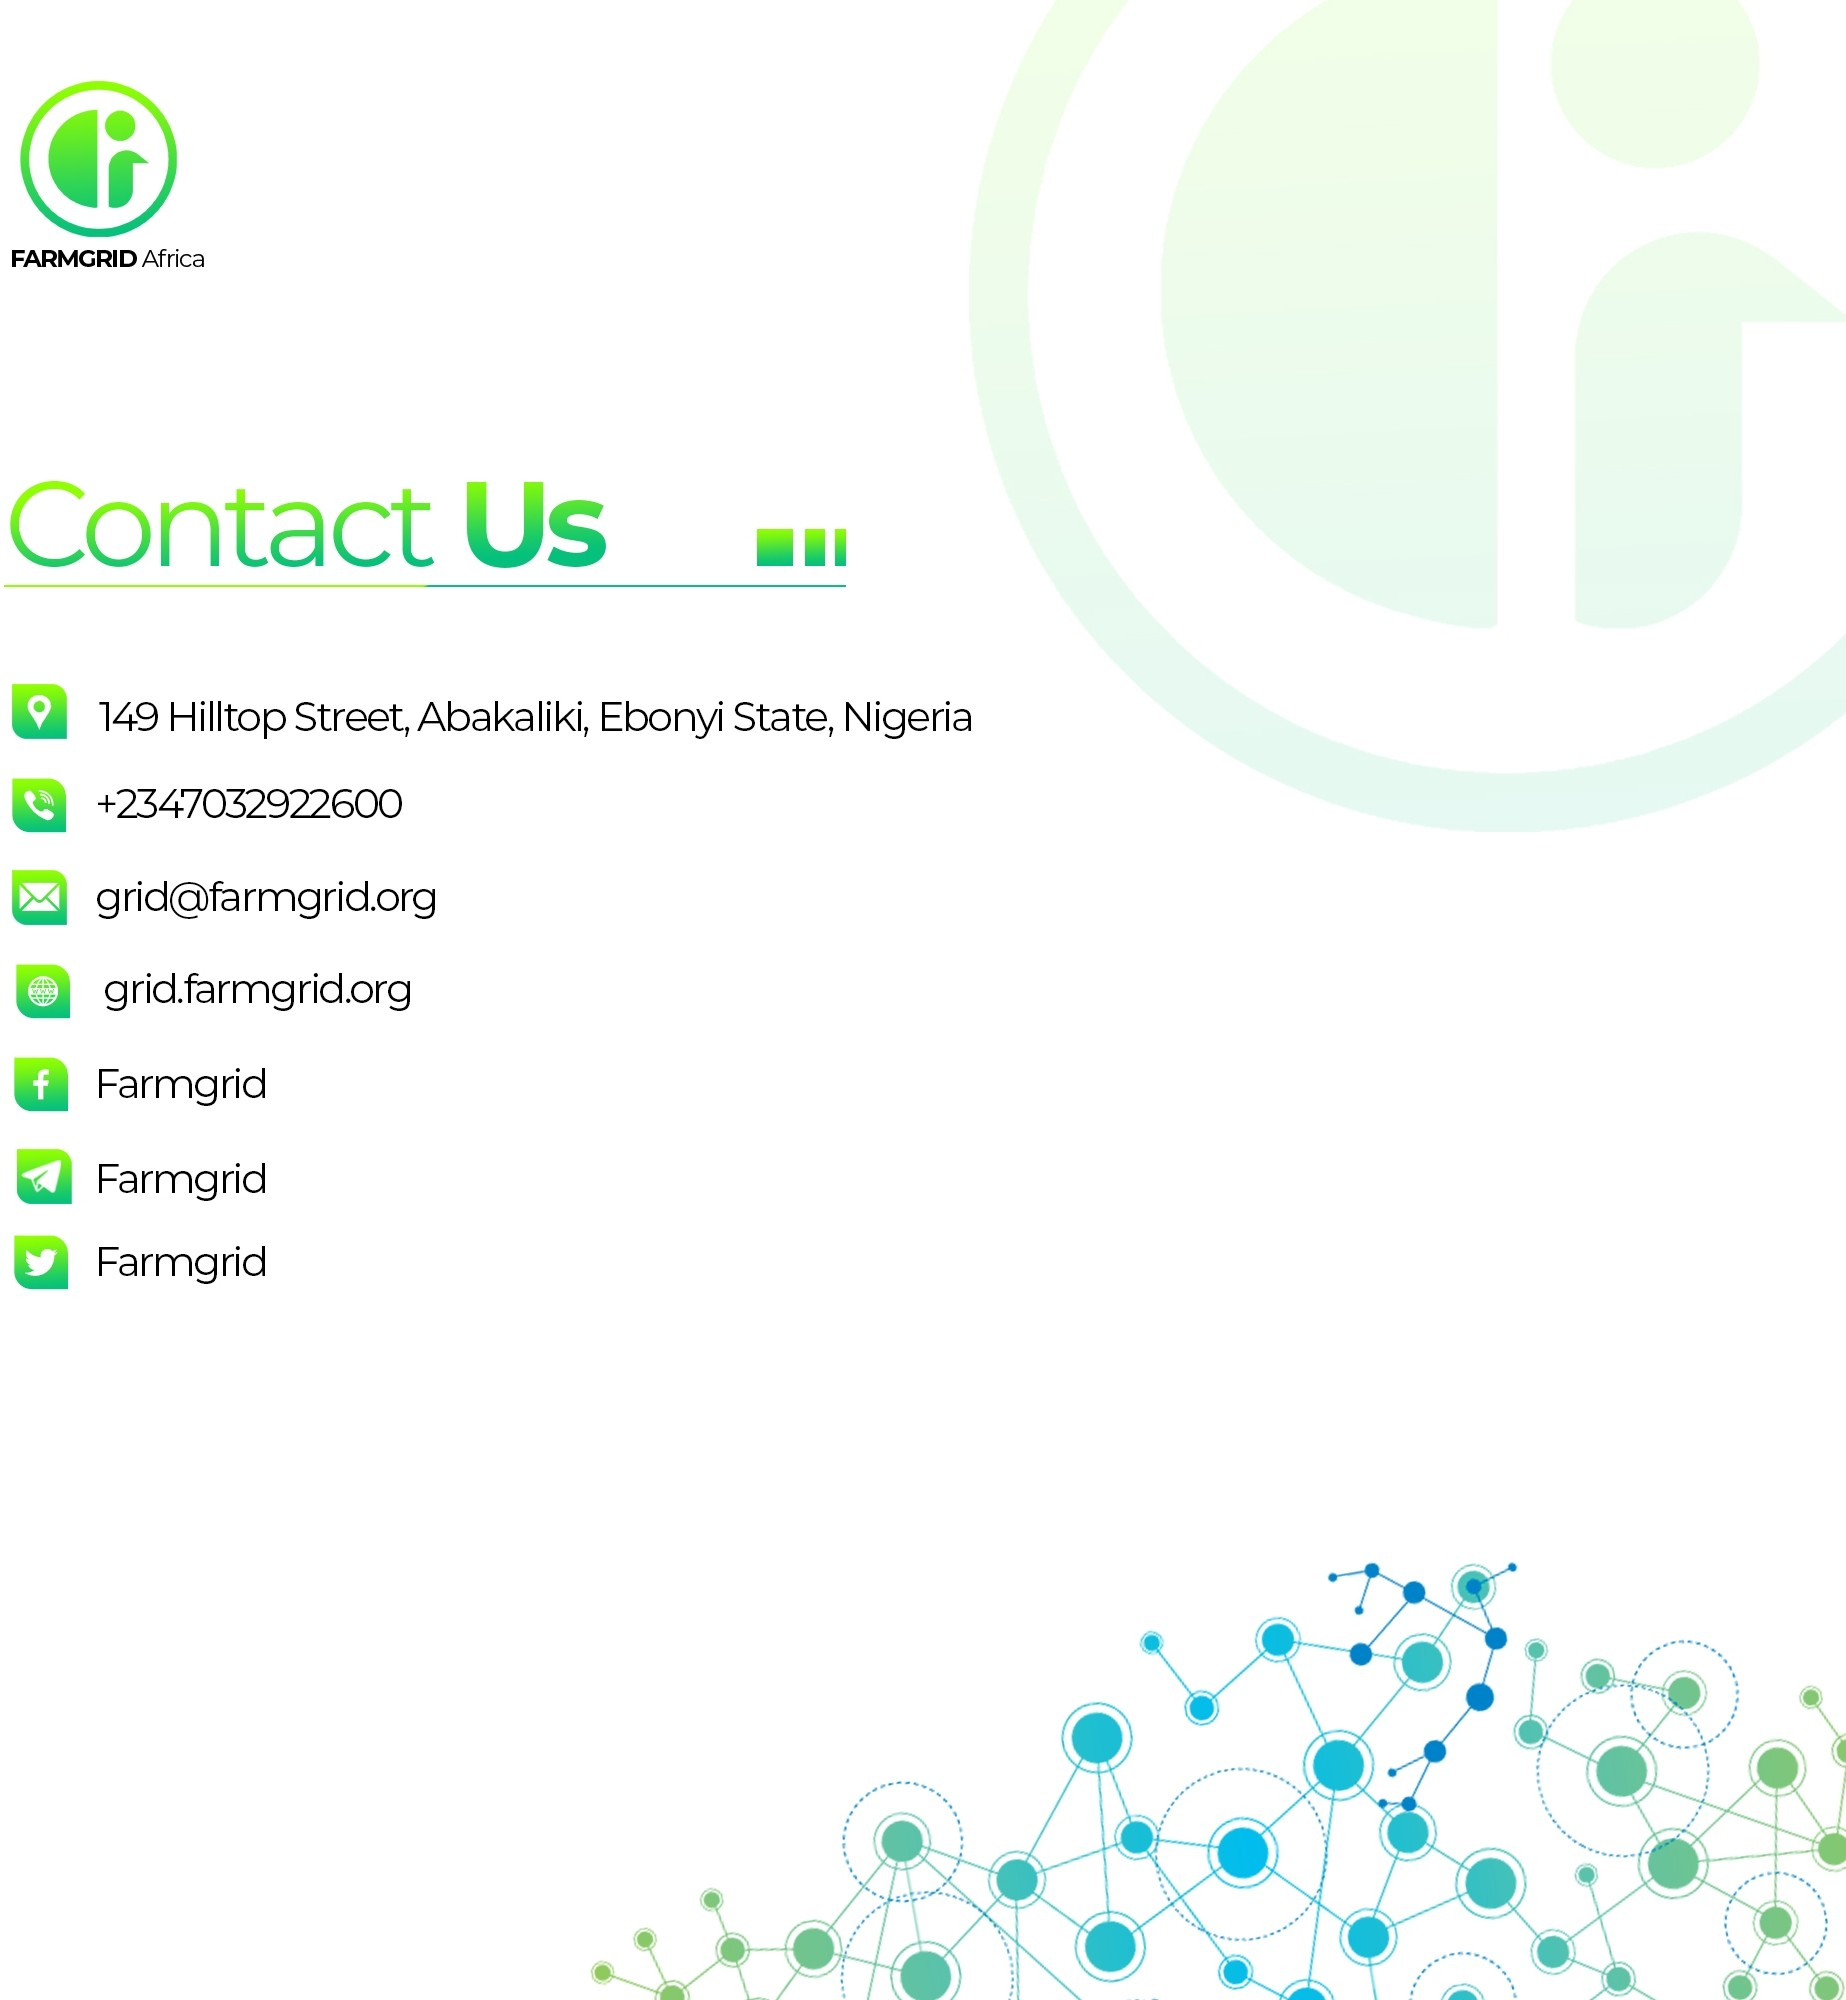 FARMGRID Africa
Contact Us
149 Hilltop Street, Abakaliki, Ebonyi State, Nigeria
+2347032922600
grid@farmgrid.org
grid.farmgrid.org
Farmgrid
Farmgrid
Farmgrid